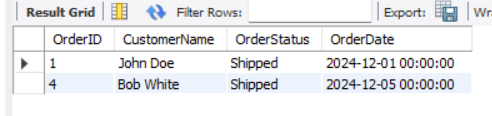 Result Grid Filter Rows: Export: Wr
OrderID CustomerName OrderStatus OrderDate
1 John Doe Shipped 2024-12-01 00:00:00
4 Bob White Shipped 2024-12-05 00:00:00